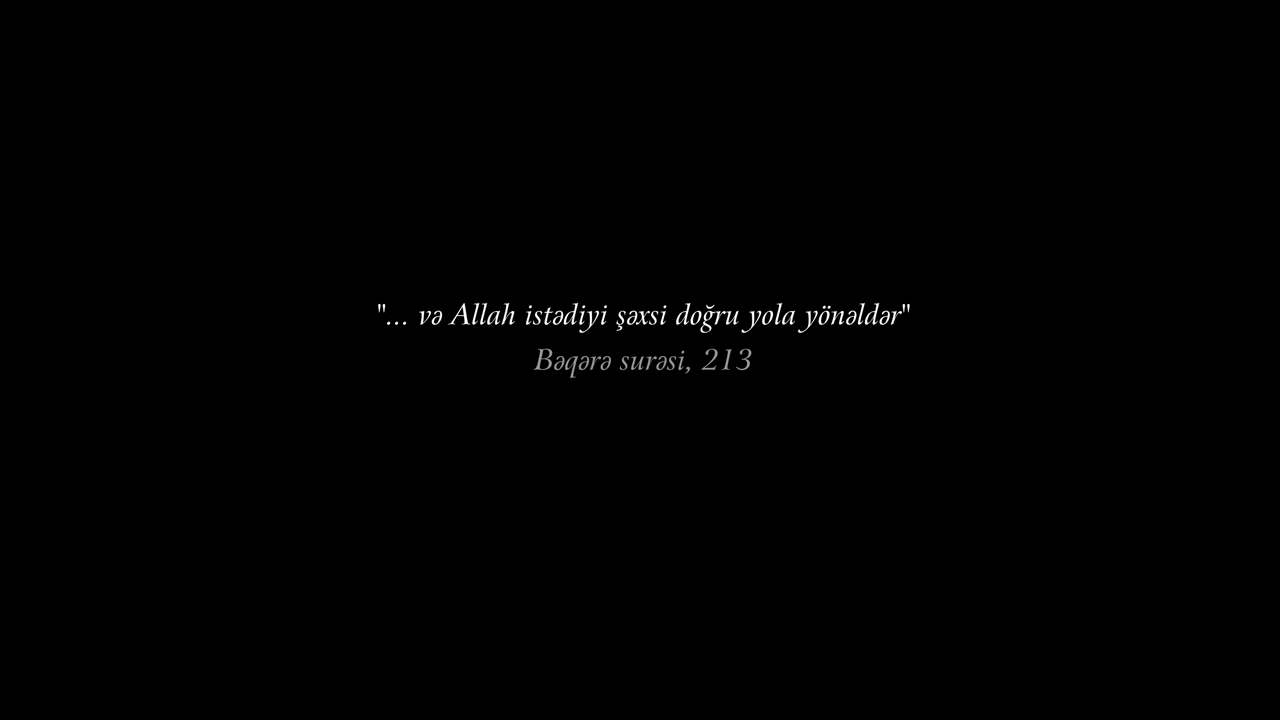 "... və Allah istədiyi şəxsi doğru yola yönəldər"
Bəqərə surəsi, 213